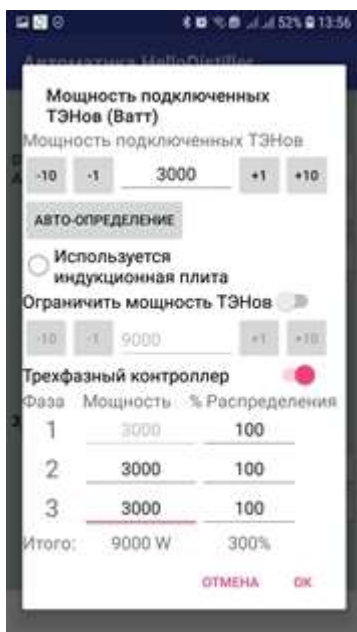 52% 13:56
Автоматика HelloDistiller
Мощность подключенных
ТЭНов (Ватт)
Мощность подключенных ТЭНов
-10 -1 3000 +1 +10
АВТО-ОПРЕДЕЛЕНИЕ
Используется
индукционная плита
Ограничить мощность ТЭНов
-10 -1 9000 +1 +10
Трехфазный контроллер
Фаза Мощность % Распределения
1 3000 100
2 3000 100
3 3000 100
Итого: 9000 W 300%
ОТМЕНА OK